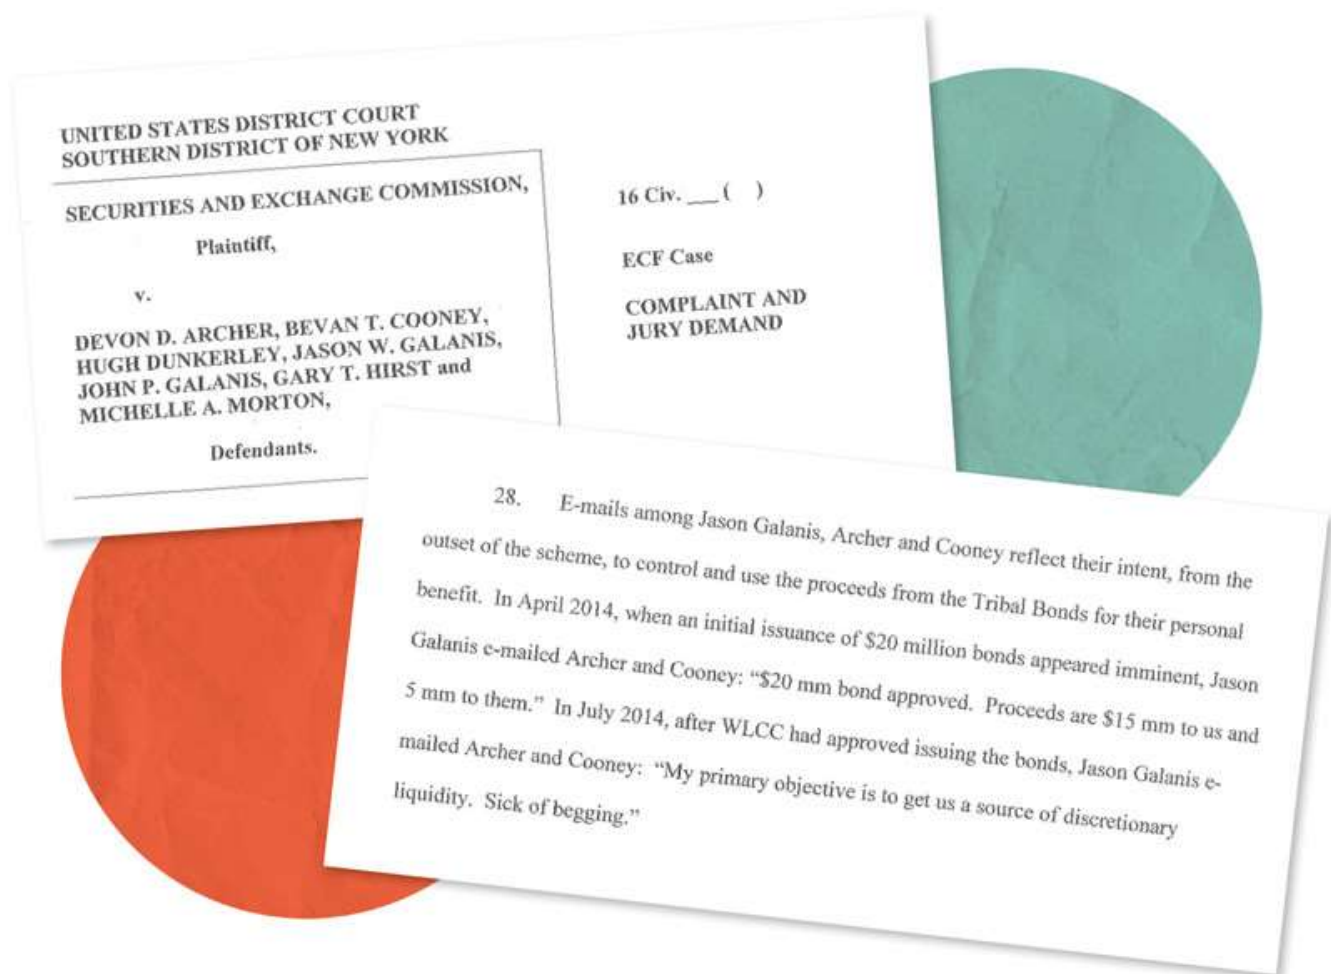 UNITED STATES DISTRICT COURT
SOUTHERN DISTRICT OF NEW YORK
SECURITIES AND EXCHANGE COMMISSION,
Plaintiff,
v.
DEVON D. ARCHER, BEVAN T. COONEY,
HUGH DUNKERLEY, JASON W. GALANIS,
JOHN P. GALANIS, GARY T. HIRST and
MICHELLE A. MORTON,
Defendants.
16 Civ. ___ ( )
ECF Case
COMPLAINT AND
JURY DEMAND
28. E-mails among Jason Galanis, Archer and Cooney reflect their intent, from the
outset of the scheme, to control and use the proceeds from the Tribal Bonds for their personal
benefit. In April 2014, when an initial issuance of $20 million bonds appeared imminent, Jason
Galanis e-mailed Archer and Cooney: “$20 mm bond approved. Proceeds are $15 mm to us and
5 mm to them.” In July 2014, after WLCC had approved issuing the bonds, Jason Galanis e-
mailed Archer and Cooney: “My primary objective is to get us a source of discretionary
liquidity. Sick of begging.”